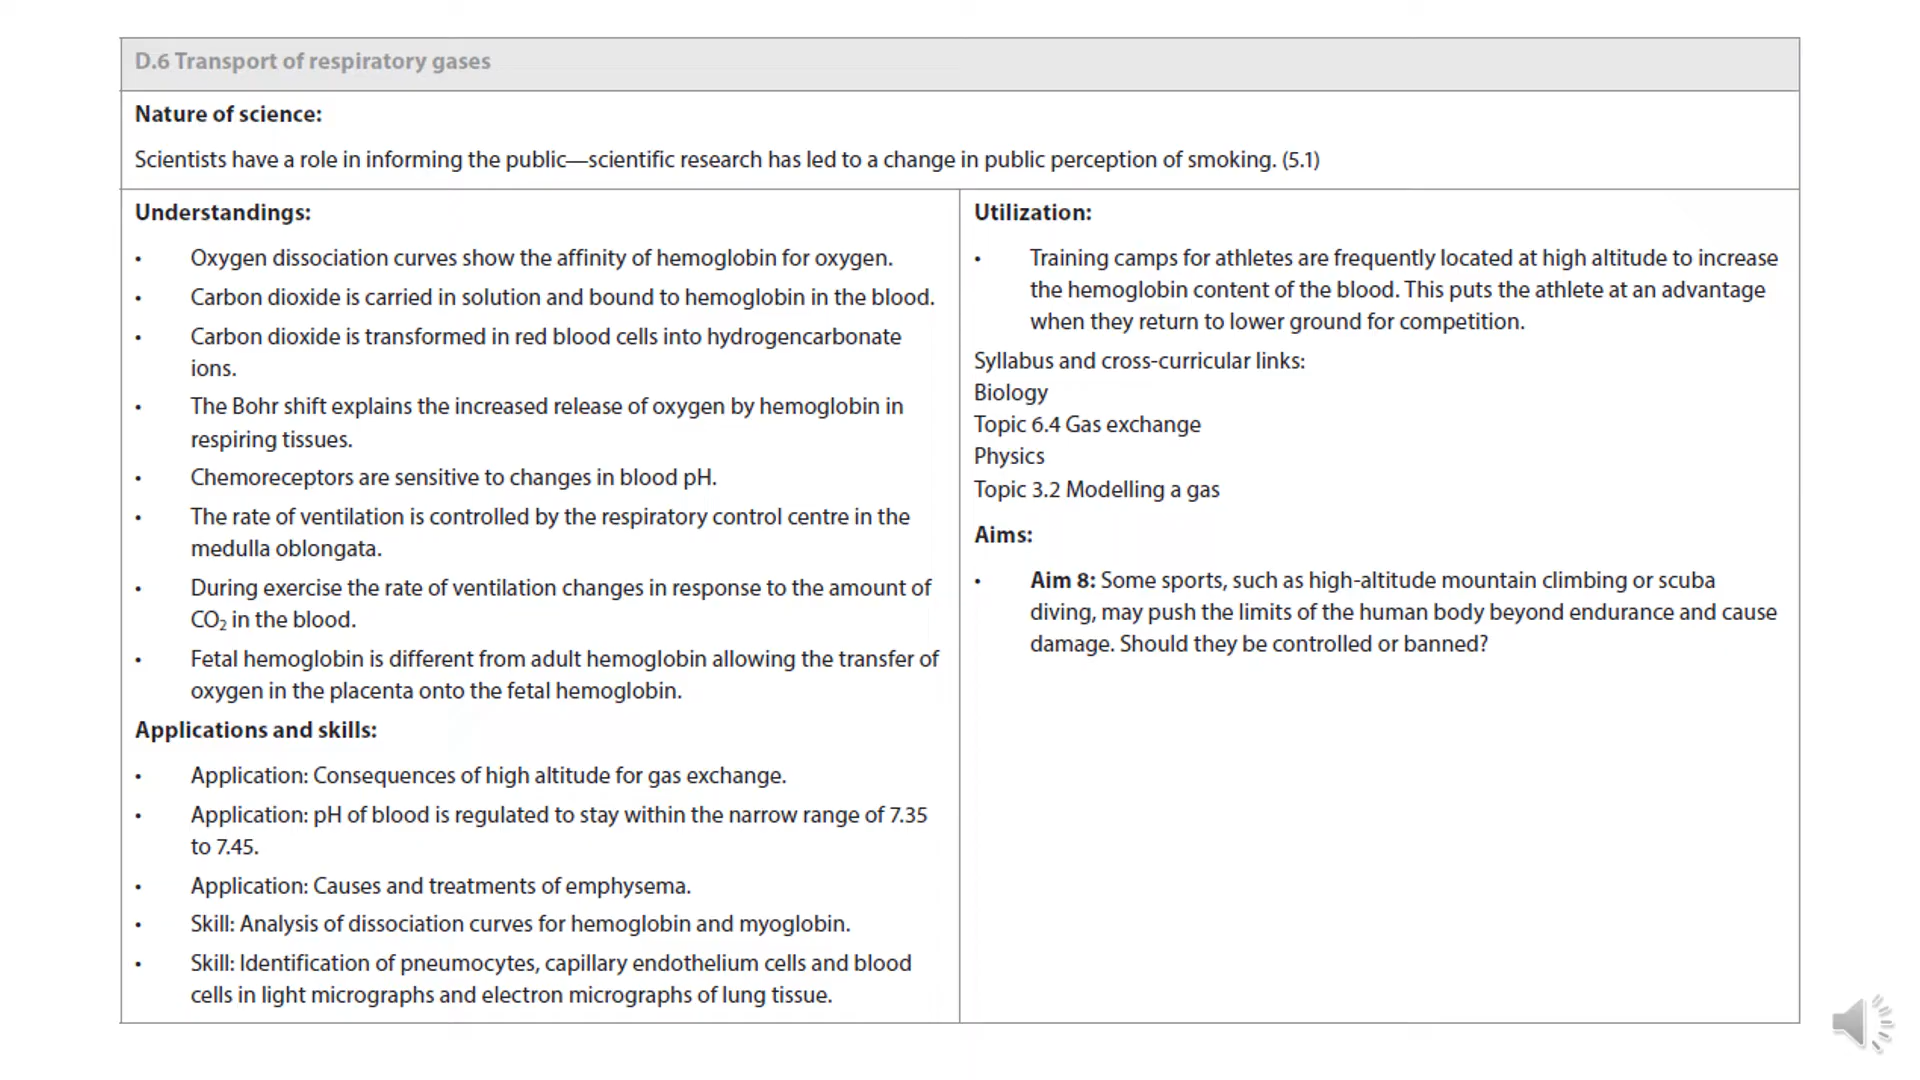 D.6 Transport of respiratory gases
Nature of science:
Scientists have a role in informing the public—scientific research has led to a change in public perception of smoking. (5.1)
Understandings:
• Oxygen dissociation curves show the affinity of hemoglobin for oxygen.
• Carbon dioxide is carried in solution and bound to hemoglobin in the blood.
• Carbon dioxide is transformed in red blood cells into hydrogencarbonate
ions.
• The Bohr shift explains the increased release of oxygen by hemoglobin in
respiring tissues.
• Chemoreceptors are sensitive to changes in blood pH.
• The rate of ventilation is controlled by the respiratory control centre in the
medulla oblongata.
• During exercise the rate of ventilation changes in response to the amount of
CO₂ in the blood.
• Fetal hemoglobin is different from adult hemoglobin allowing the transfer of
oxygen in the placenta onto the fetal hemoglobin.
Applications and skills:
• Application: Consequences of high altitude for gas exchange.
• Application: pH of blood is regulated to stay within the narrow range of 7.35
to 7.45.
• Application: Causes and treatments of emphysema.
• Skill: Analysis of dissociation curves for hemoglobin and myoglobin.
• Skill: Identification of pneumocytes, capillary endothelium cells and blood
cells in light micrographs and electron micrographs of lung tissue.
Utilization:
• Training camps for athletes are frequently located at high altitude to increase
the hemoglobin content of the blood. This puts the athlete at an advantage
when they return to lower ground for competition.
Syllabus and cross-curricular links:
Biology
Topic 6.4 Gas exchange
Physics
Topic 3.2 Modelling a gas
Aims:
• Aim 8: Some sports, such as high-altitude mountain climbing or scuba
diving, may push the limits of the human body beyond endurance and cause
damage. Should they be controlled or banned?